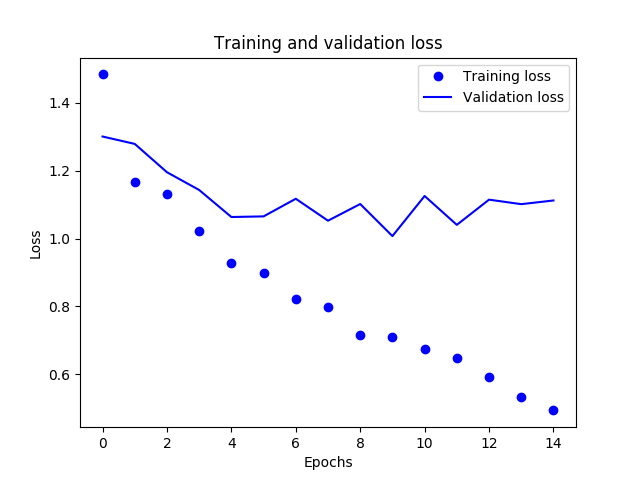 Training and validation loss
Training loss
Validation loss
1.4
1.2
1.0
0.8
0.6
Loss
0 2 4 6 8 10 12 14
Epochs